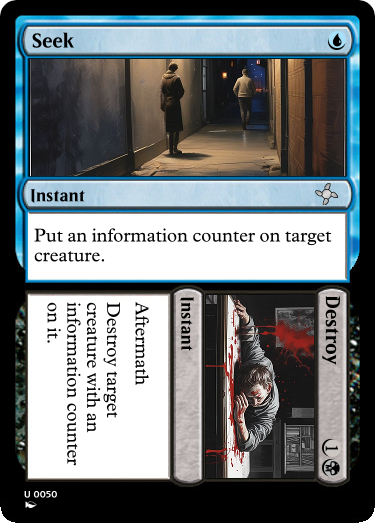 Seek
Instant
Put an information counter on target
creature.
Destroy 1
Instant
Aftermath
Destroy target
creature with an
information counter
on it.
U 0050